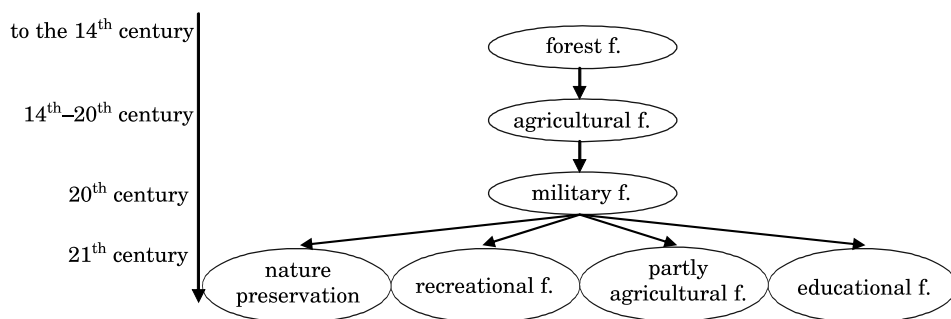 to the 14th century
forest f.
14th–20th century
agricultural f.
20th century
military f.
21th century
nature
preservation
recreational f.
partly
agricultural f.
educational f.